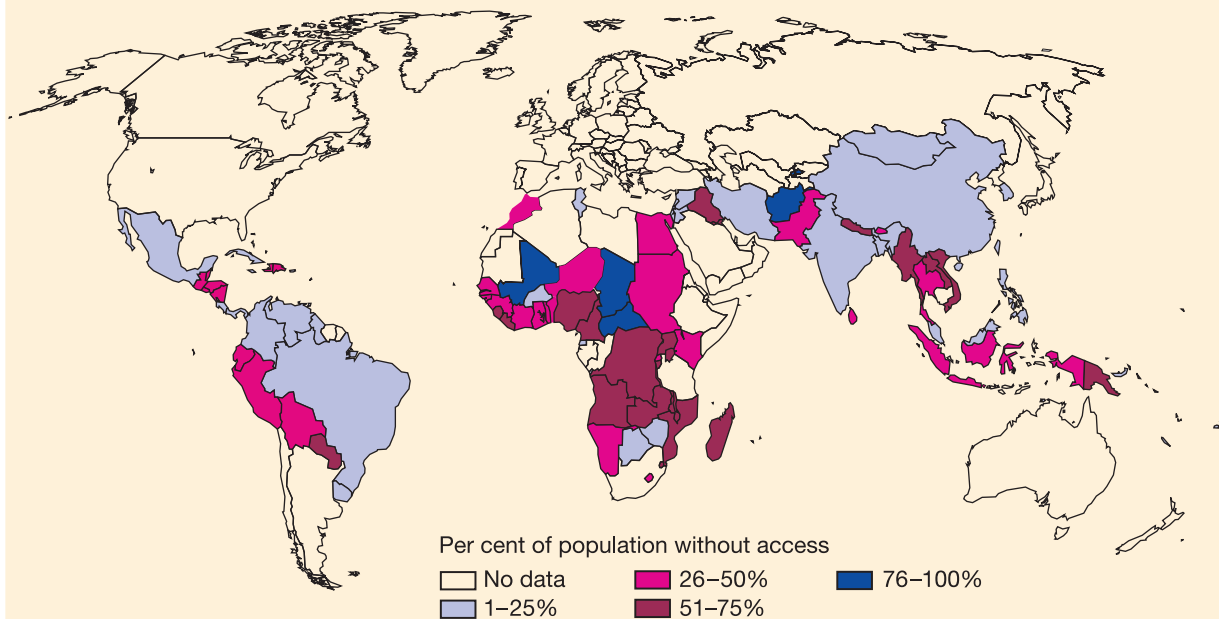 Per cent of population without access
No data
26–50%
76–100%
1–25%
51–75%